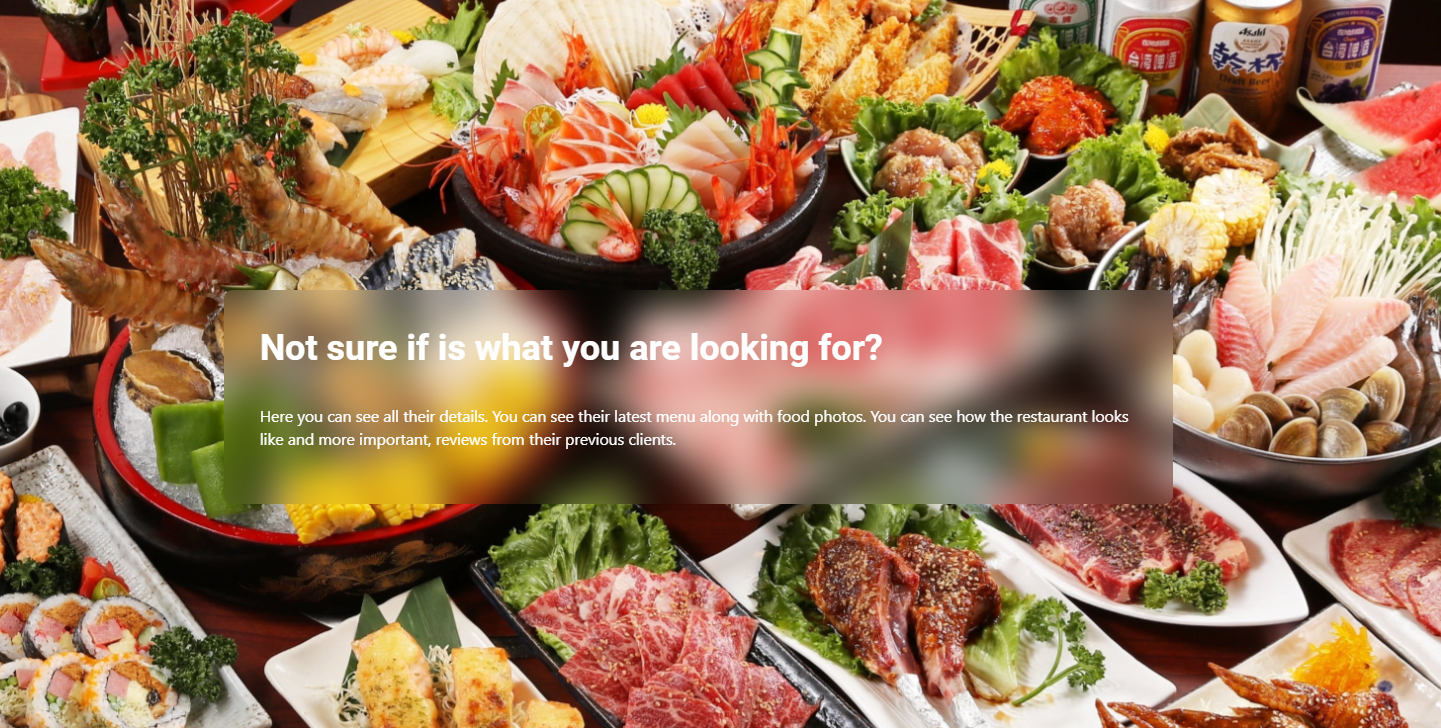 Not sure if is what you are looking for?
Here you can see all their details. You can see their latest menu along with food photos. You can see how the restaurant looks
like and more important, reviews from their previous clients.
Asahi